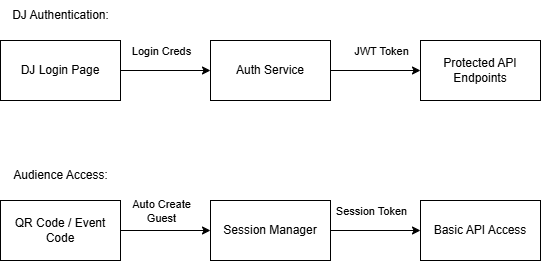 DJ Authentication:
Login Creds
JWT Token
DJ Login Page
Auth Service
Protected API
Endpoints
Audience Access:
Auto Create
Guest
Session Token
QR Code / Event
Code
Session Manager
Basic API Access